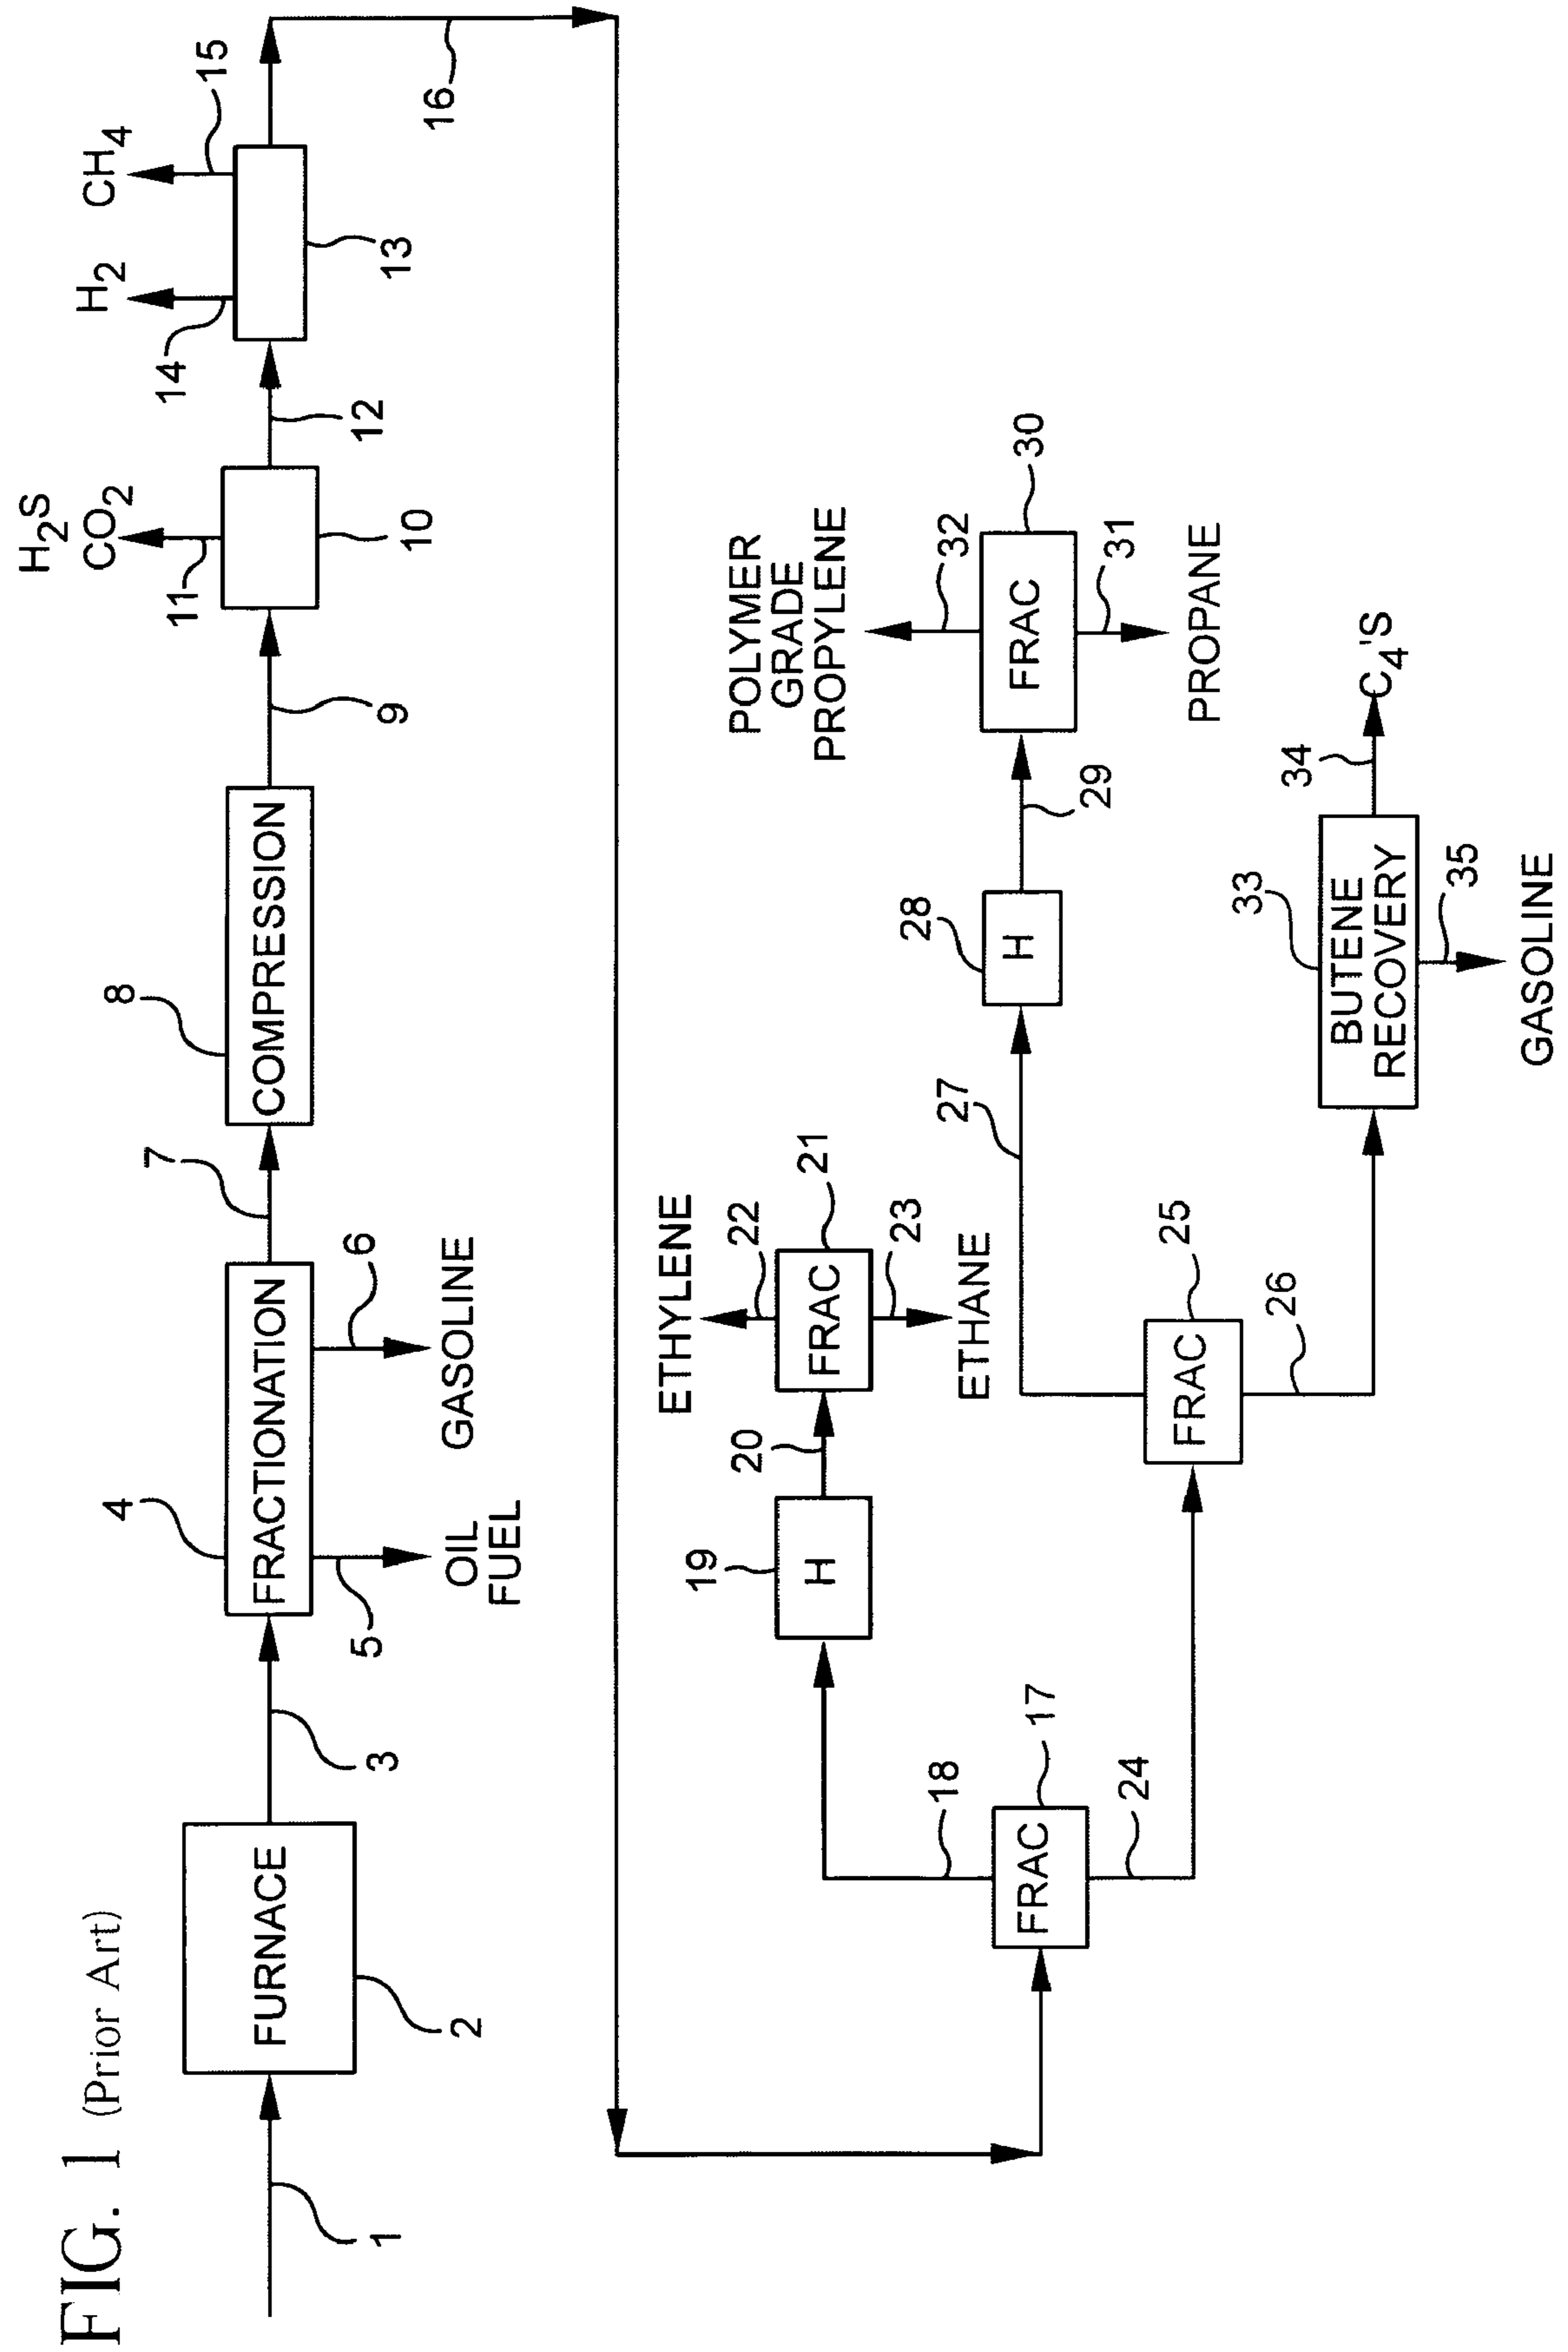 FIG. 1 (Prior Art)
1
FURNACE
2
3
4
FRACTIONATION
5
OIL
FUEL
6
GASOLINE
7
8
COMPRESSION
9
H2S
CO2
11
10
12
H2
14
13
CH4
15
16
17
FRAC
18
19
H
20
21
FRAC
ETHYLENE
22
23
ETHANE
24
25
FRAC
26
27
28
H
29
30
FRAC
POLYMER
GRADE
PROPYLENE
32
31
PROPANE
33
BUTENE
RECOVERY
34
C4'S
35
GASOLINE